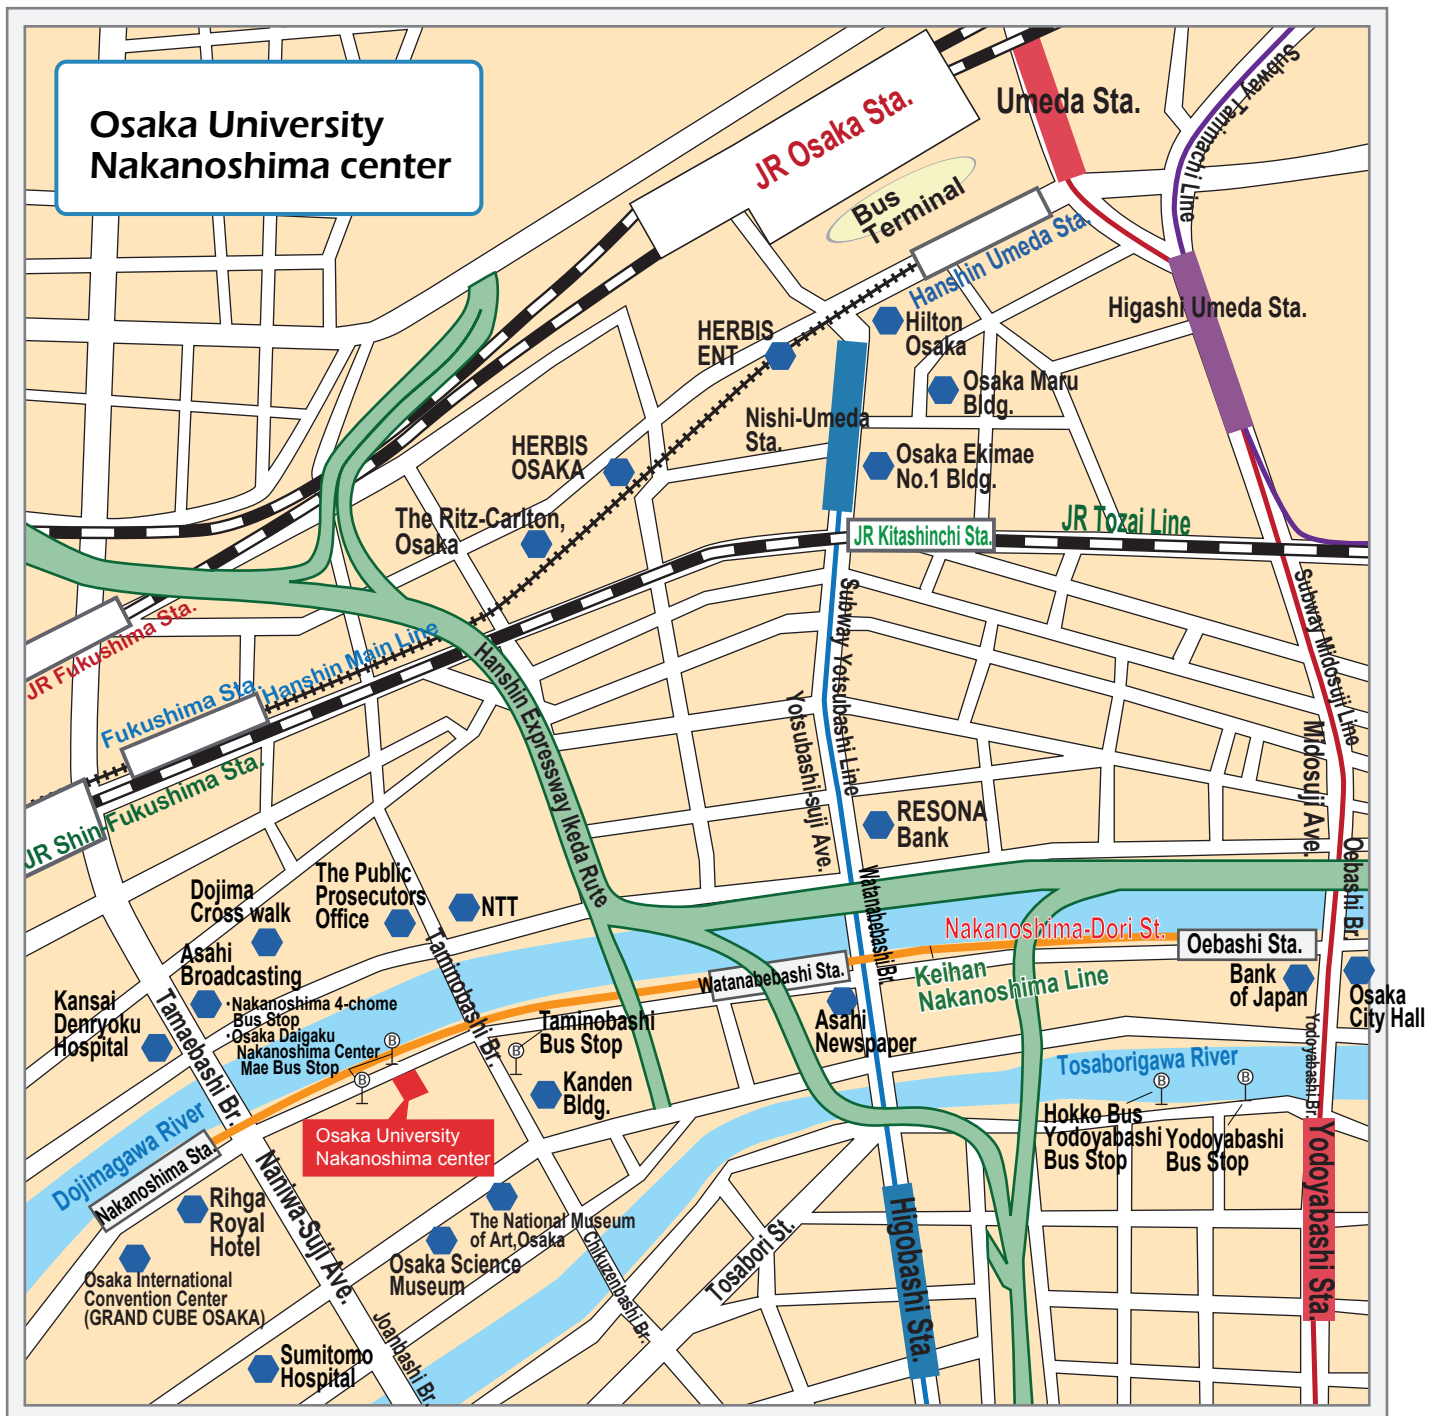 Osaka University
Nakanoshima center
JR Osaka Sta.
Umeda Sta.
Subway Tanimachi Line
Bus
Terminal
Hanshin Umeda Sta.
Higashi Umeda Sta.
HERBIS
ENT
Hilton
Osaka
Osaka Maru
Bldg.
Nishi-Umeda
Sta.
HERBIS
OSAKA
Osaka Ekimae
No.1 Bldg.
The Ritz-Carlton,
Osaka
JR Kitashinchi Sta.
JR Tozai Line
JR Fukushima Sta.
Fukushima Sta.
Hanshin Main Line
Hanshin Expressway Ikeda Rute
Subway Yotsubashi Line
Yotsubashi-suji Ave.
Subway Midosuji Line
Midosuji Ave.
JR Shin-Fukushima Sta.
RESONA
Bank
Oebashi Br.
Watanabebashi Br.
The Public
Prosecutors
Office
Dojima
Cross walk
NTT
Asahi
Broadcasting
Taminobashi Br.
Nakanoshima-Dori St.
Oebashi Sta.
Watanabebashi Sta.
Keihan
Nakanoshima Line
Bank
of Japan
Osaka
City Hall
Kansai
Denryoku
Hospital
・Nakanoshima 4-chome
Bus Stop
・Osaka Daigaku
Nakanoshima Center
Mae Bus Stop
B
B
B
Tamaebashi Br.
Taminobashi
Bus Stop
Asahi
Newspaper
Kanden
Bldg.
Tosaborigawa River
B
B
Yodoyabashi Br.
Hokko Bus
Yodoyabashi
Bus Stop
Yodoyabashi
Bus Stop
Osaka University
Nakanoshima center
Dojimagawa River
Nakanoshima Sta.
Naniwa-Suji Ave.
Rihga
Royal
Hotel
The National Museum
of Art,Osaka
Osaka Science
Museum
Chikuzenbashi Br.
Tosabori St.
Higobashi Sta.
Yodoyabashi Sta.
Osaka International
Convention Center
(GRAND CUBE OSAKA)
Joanbashi Br.
Sumitomo
Hospital